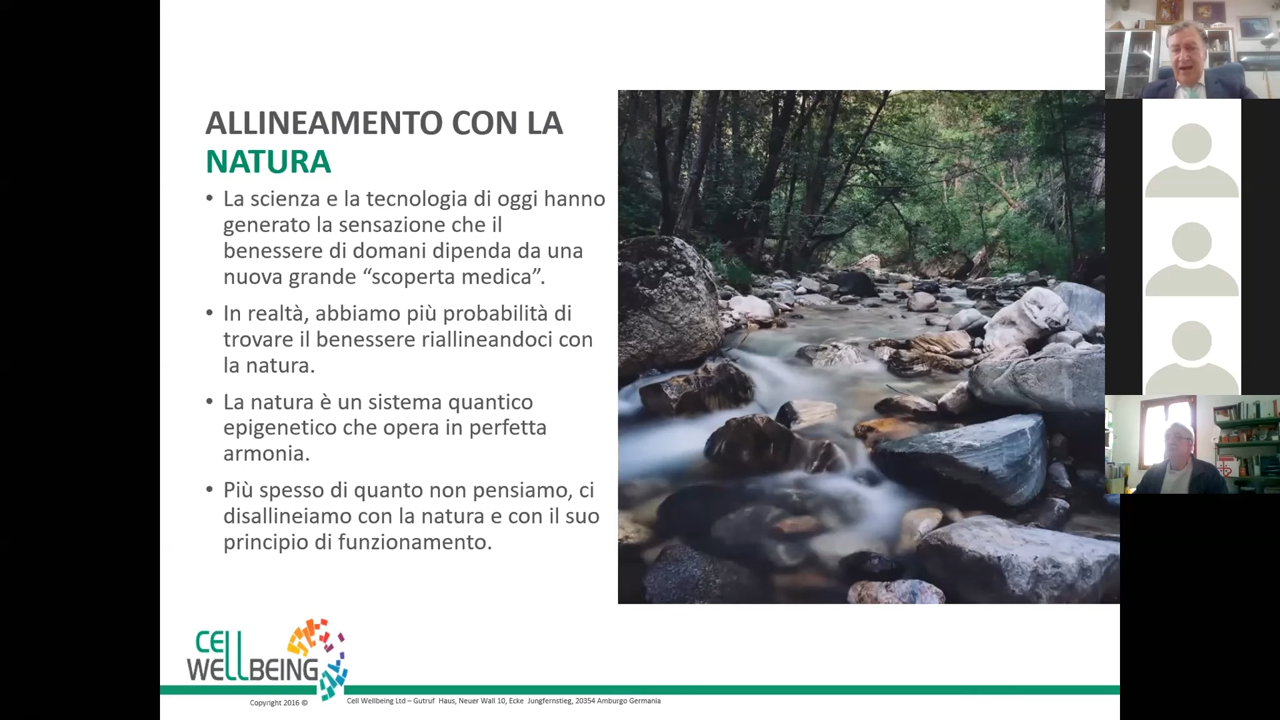 ALLINEAMENTO CON LA
NATURA
• La scienza e la tecnologia di oggi hanno
generato la sensazione che il
benessere di domani dipenda da una
nuova grande “scoperta medica”.
• In realtà, abbiamo più probabilità di
trovare il benessere riallineandoci con
la natura.
• La natura è un sistema quantico
epigenetico che opera in perfetta
armonia.
• Più spesso di quanto non pensiamo, ci
disallineiamo con la natura e con il suo
principio di funzionamento.
CELL
WELLBEING
Copyright 2016 ©
Cell Wellbeing Ltd – Gutruf Haus, Neuer Wall 10, Ecke Jungfernstieg, 20354 Amburgo Germania